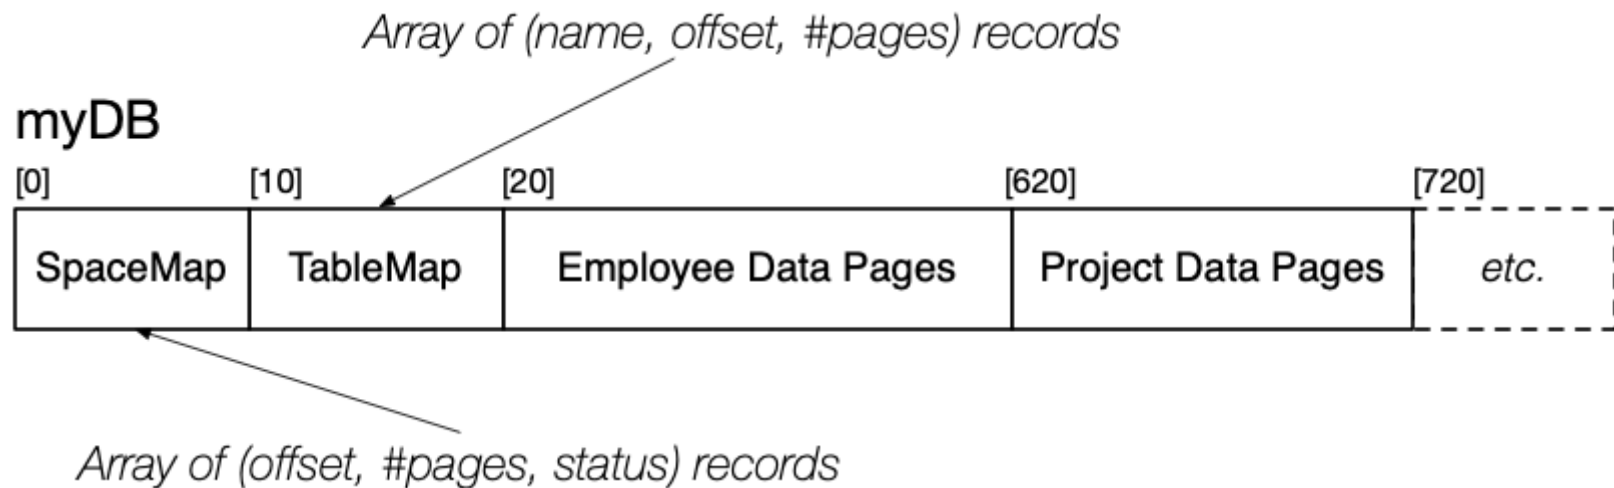 Array of (name, offset, #pages) records
myDB
[0] [10] [20] [620] [720]
SpaceMap TableMap Employee Data Pages Project Data Pages etc.
Array of (offset, #pages, status) records